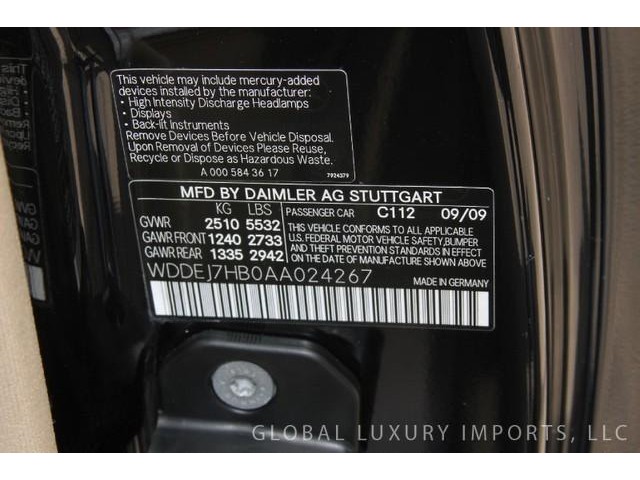 This vehicle may include mercury-added
devices installed by the manufacturer:
• High Intensity Discharge Headlamps
• Displays
• Back-lit Instruments
Remove Devices Before Vehicle Disposal.
Upon Removal of Devices Please Reuse,
Recycle or Dispose as Hazardous Waste.
A 000 584 36 17 7924379
MFD BY DAIMLER AG STUTTGART
KG LBS
GVWR 2510 5532
GAWR FRONT 1240 2733
GAWR REAR 1335 2942
PASSENGER CAR C112 09/09
THIS VEHICLE CONFORMS TO ALL APPLICABLE
U.S. FEDERAL MOTOR VEHICLE SAFETY, BUMPER
AND THEFT PREVENTION STANDARDS IN EFFECT
ON THE DATE OF MANUFACTURE SHOWN ABOVE.
WDDEJ7HB0AA024267
MADE IN GERMANY
GLOBAL LUXURY IMPORTS, LLC